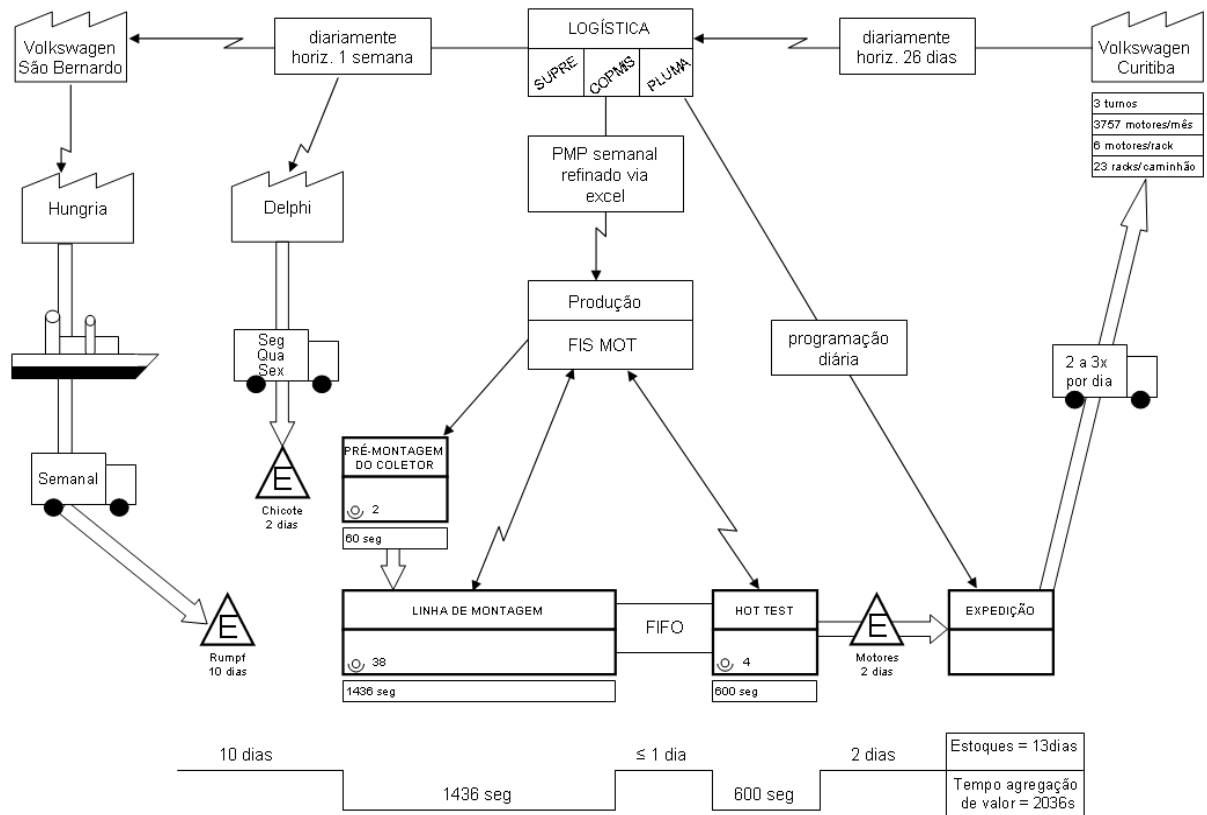 Volkswagen
São Bernardo
diariamente
horiz. 1 semana
LOGÍSTICA
SUPRE
COPMIS
PLUMA
diariamente
horiz. 26 dias
Volkswagen
Curitiba
3 turnos
3757 motores/mês
6 motores/rack
23 racks/caminhão
PMP semanal
refinado via
excel
Hungria
Delphi
Produção
FIS MOT
programação
diária
Seg
Qua
Sex
2 a 3x
por dia
Semanal
E
Chicote
2 dias
PRÉ-MONTAGEM
DO COLETOR
2
60 seg
E
Rumpf
10 dias
LINHA DE MONTAGEM
38
1436 seg
FIFO
HOT TEST
4
600 seg
E
Motores
2 dias
EXPEDIÇÃO
10 dias
1436 seg
≤ 1 dia
600 seg
2 dias
Estoques = 13dias
Tempo agregação
de valor = 2036s